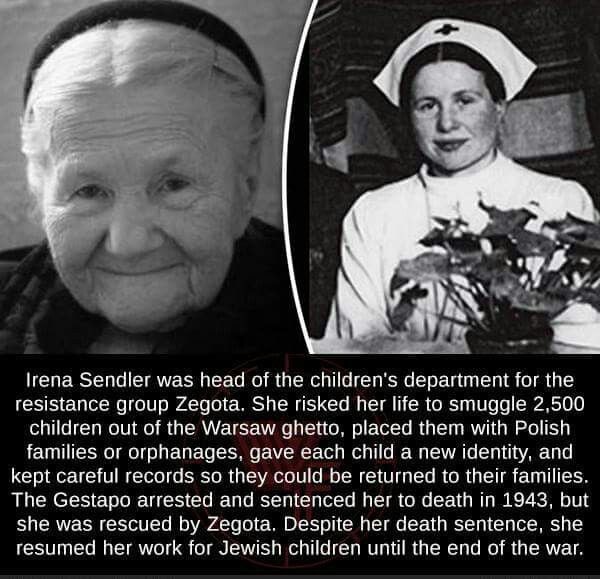 Irena Sendler was head of the children's department for the
resistance group Zegota. She risked her life to smuggle 2,500
children out of the Warsaw ghetto, placed them with Polish
families or orphanages, gave each child a new identity, and
kept careful records so they could be returned to their families.
The Gestapo arrested and sentenced her to death in 1943, but
she was rescued by Zegota. Despite her death sentence, she
resumed her work for Jewish children until the end of the war.